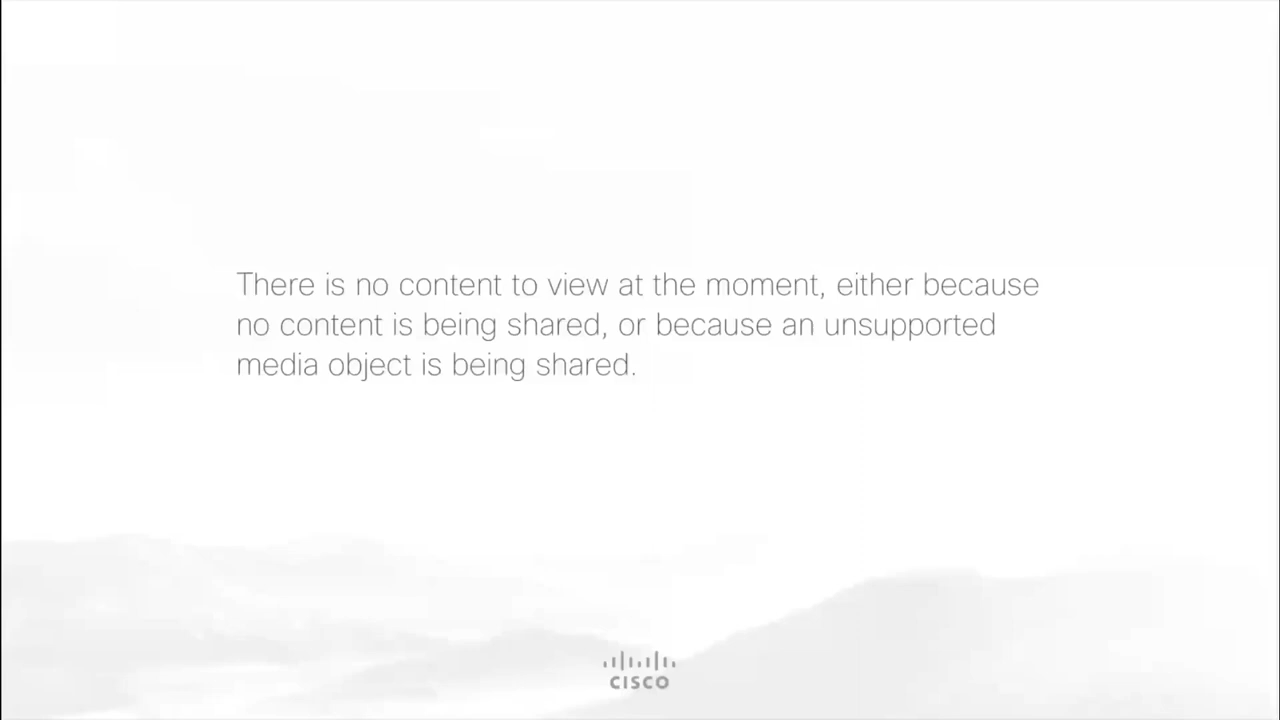 There is no content to view at the moment, either because
no content is being shared, or because an unsupported
media object is being shared.
CISCO